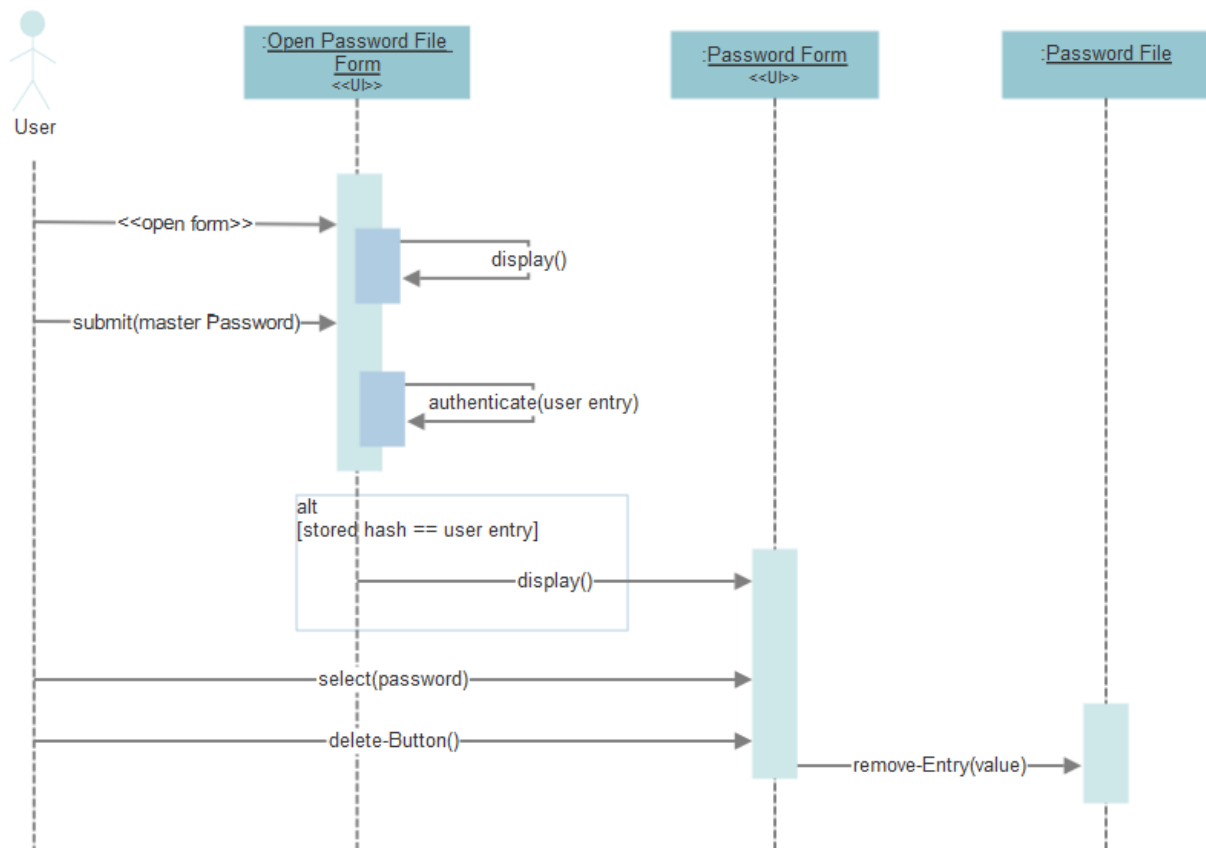 :Open Password File
Form
<<UI>>
:Password Form
<<UI>>
:Password File
User
<<open form>>
display()
submit(master Password)
authenticate(user entry)
alt
[stored hash == user entry]
display()
select(password)
delete-Button()
remove-Entry(value)